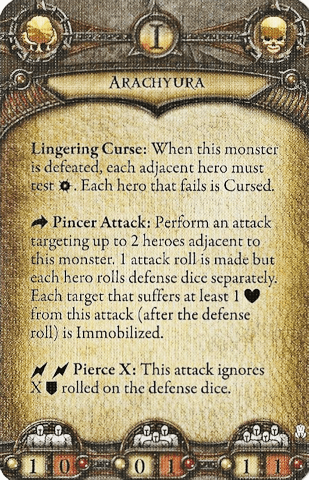 I
ARACHYURA
Lingering Curse: When this monster
is defeated, each adjacent hero must
test . Each hero that fails is Cursed.
Pincer Attack: Perform an attack
targeting up to 2 heroes adjacent to
this monster. 1 attack roll is made but
each hero rolls defense dice separately.
Each target that suffers at least 1
from this attack (after the defense
roll) is Immobilized.
Pierce X: This attack ignores
X rolled on the defense dice.
1 0 0 1 1 1